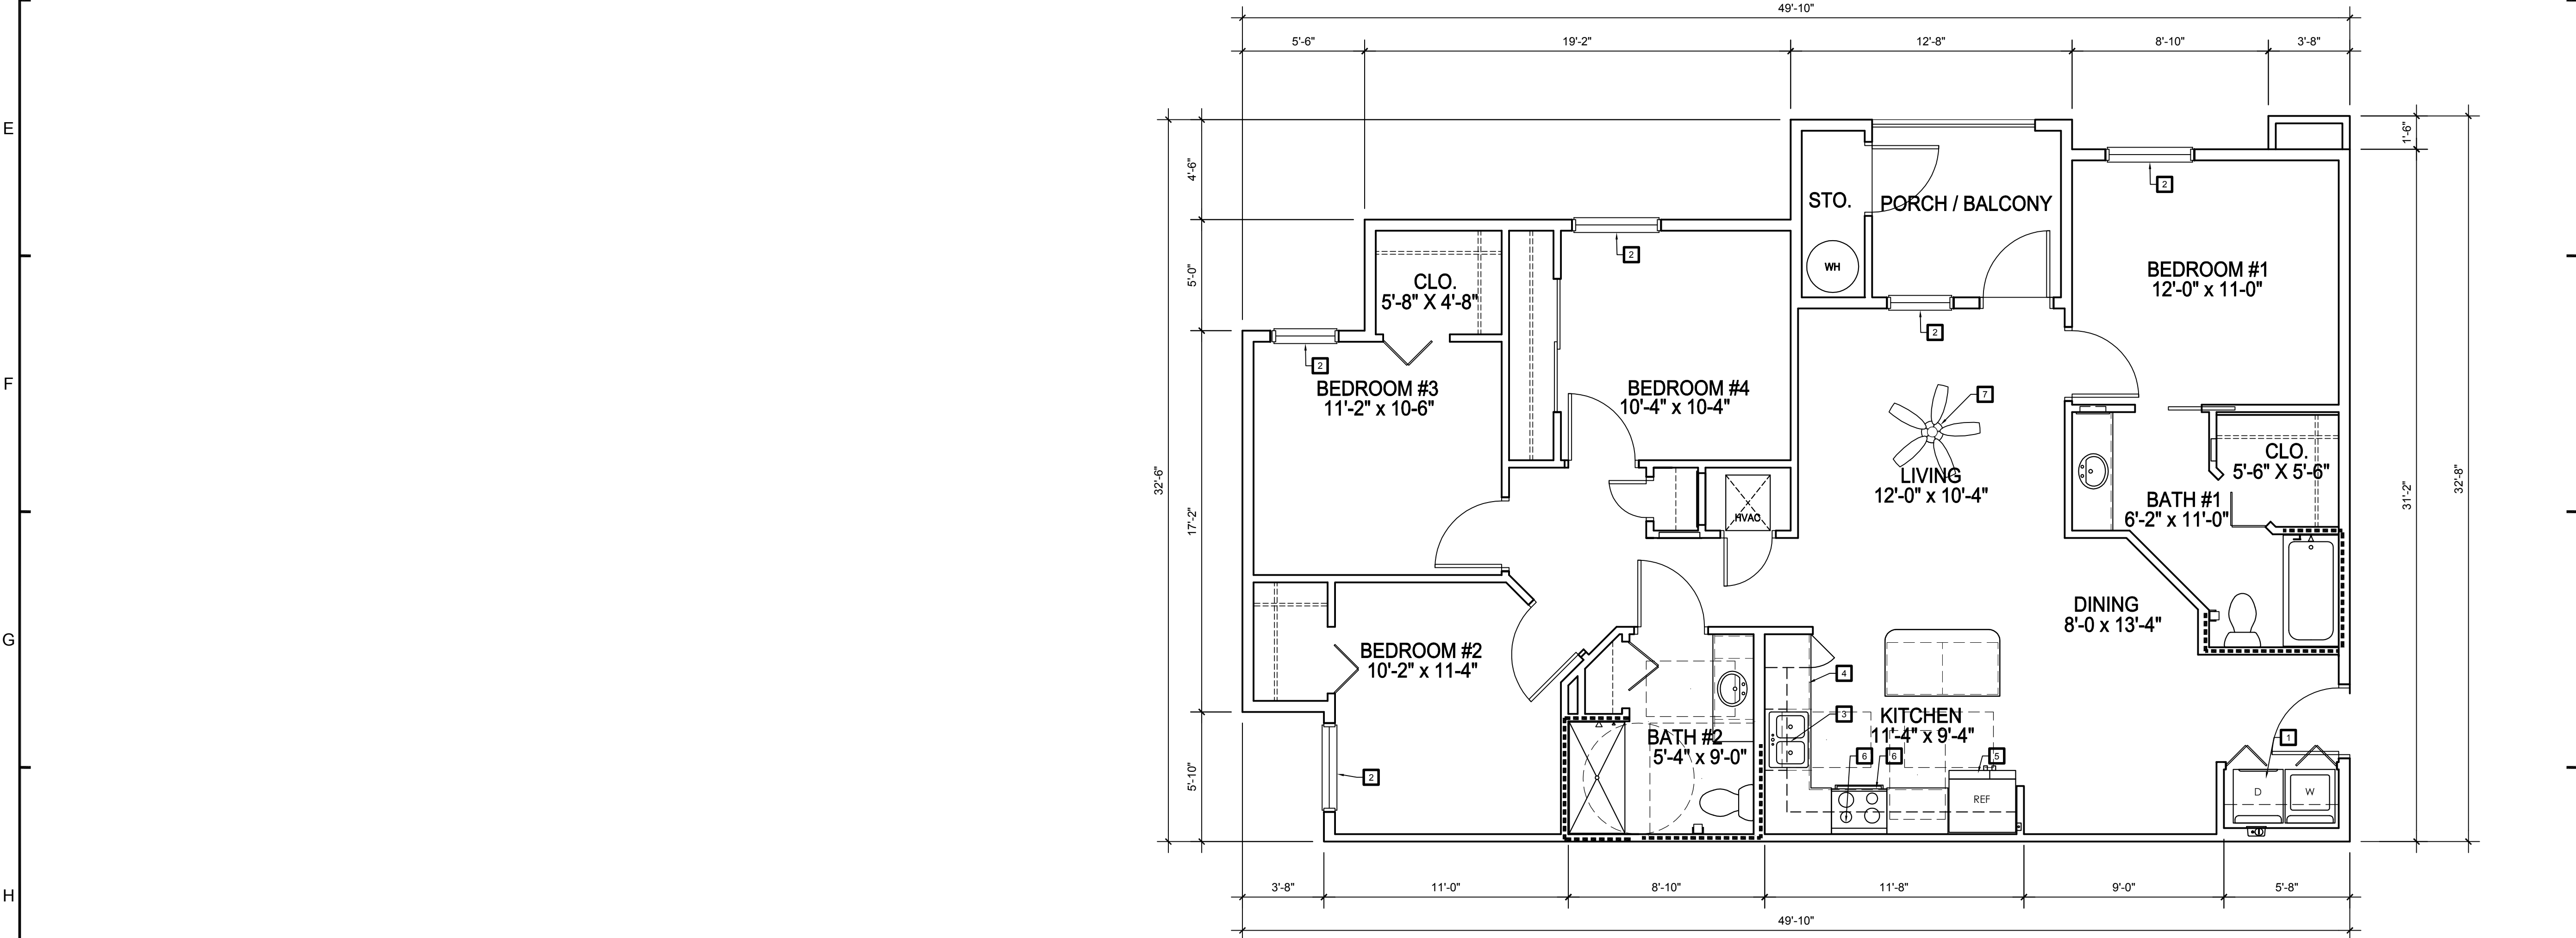 49'-10"
5'-6"
19'-2"
12'-8"
8'-10"
3'-8"
E
4'-6"
1'-6"
2
STO.
PORCH / BALCONY
2
WH
BEDROOM #1
12'-0" x 11-0"
5'-0"
CLO.
5'-8" X 4'-8"
2
2
F
BEDROOM #3
11'-2" x 10-6"
BEDROOM #4
10'-4" x 10-4"
7
32'-6"
LIVING
12'-0" x 10'-4"
CLO.
5'-6" X 5'-6"
31'-2"
32'-8"
17'-2"
HVAC
BATH #1
6'-2" x 11'-0"
G
DINING
8'-0 x 13'-4"
BEDROOM #2
10'-2" x 11-4"
4
3
KITCHEN
11'-4" x 9'-4"
BATH #2
5'-4" x 9'-0"
1
6
6
5
2
5'-10"
REF
D
W
H
3'-8"
11'-0"
8'-10"
11'-8"
9'-0"
5'-8"
49'-10"